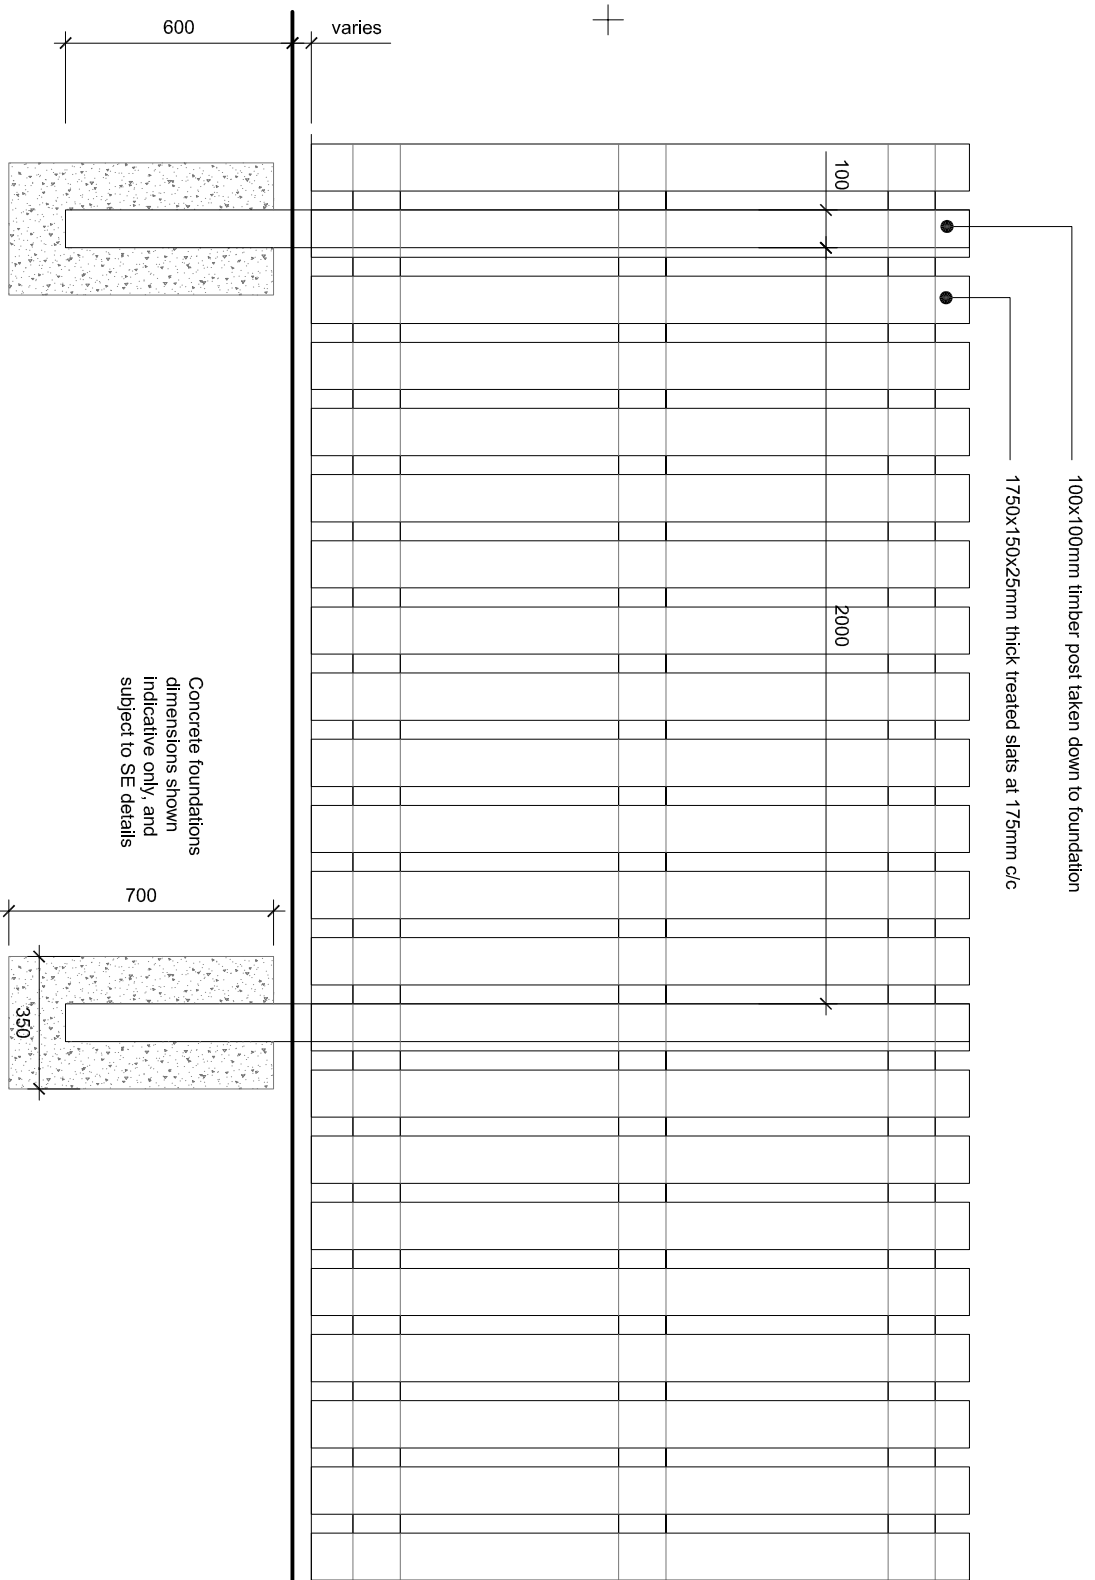 600
varies
100
100x100mm timber post taken down to foundation
1750x150x25mm thick treated slats at 175mm c/c
2000
Concrete foundations
dimensions shown
indicative only, and
subject to SE details
700
350